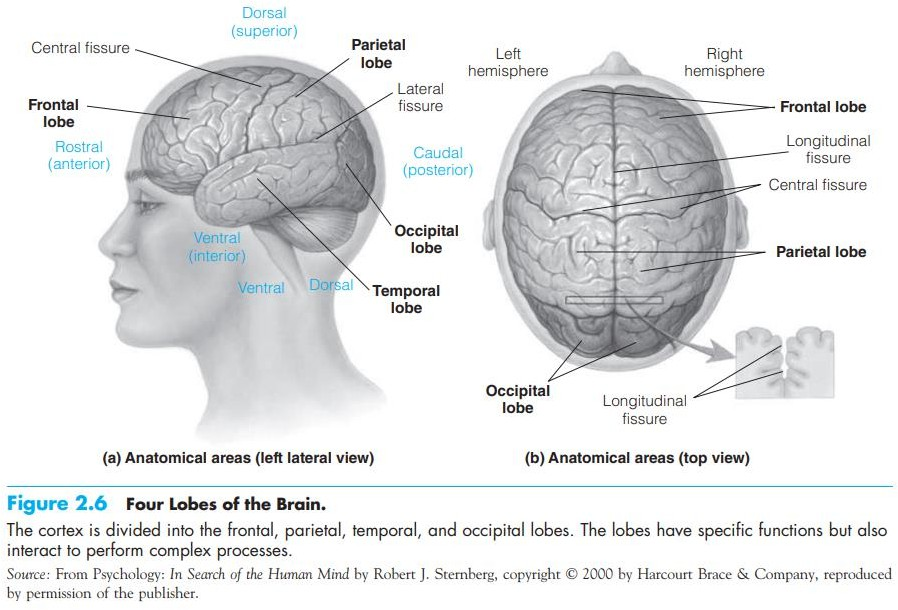 Dorsal
(superior)
Central fissure
Parietal
lobe
Lateral
fissure
Frontal
lobe
Rostral
(anterior)
Caudal
(posterior)
Occipital
lobe
Ventral
(interior)
Ventral
Dorsal
Temporal
lobe
(a) Anatomical areas (left lateral view)
Left
hemisphere
Right
hemisphere
Frontal lobe
Longitudinal
fissure
Central fissure
Parietal lobe
Occipital
lobe
Longitudinal
fissure
(b) Anatomical areas (top view)
Figure 2.6 Four Lobes of the Brain.
The cortex is divided into the frontal, parietal, temporal, and occipital lobes. The lobes have specific functions but also
interact to perform complex processes.
Source: From Psychology: In Search of the Human Mind by Robert J. Sternberg, copyright © 2000 by Harcourt Brace & Company, reproduced
by permission of the publisher.